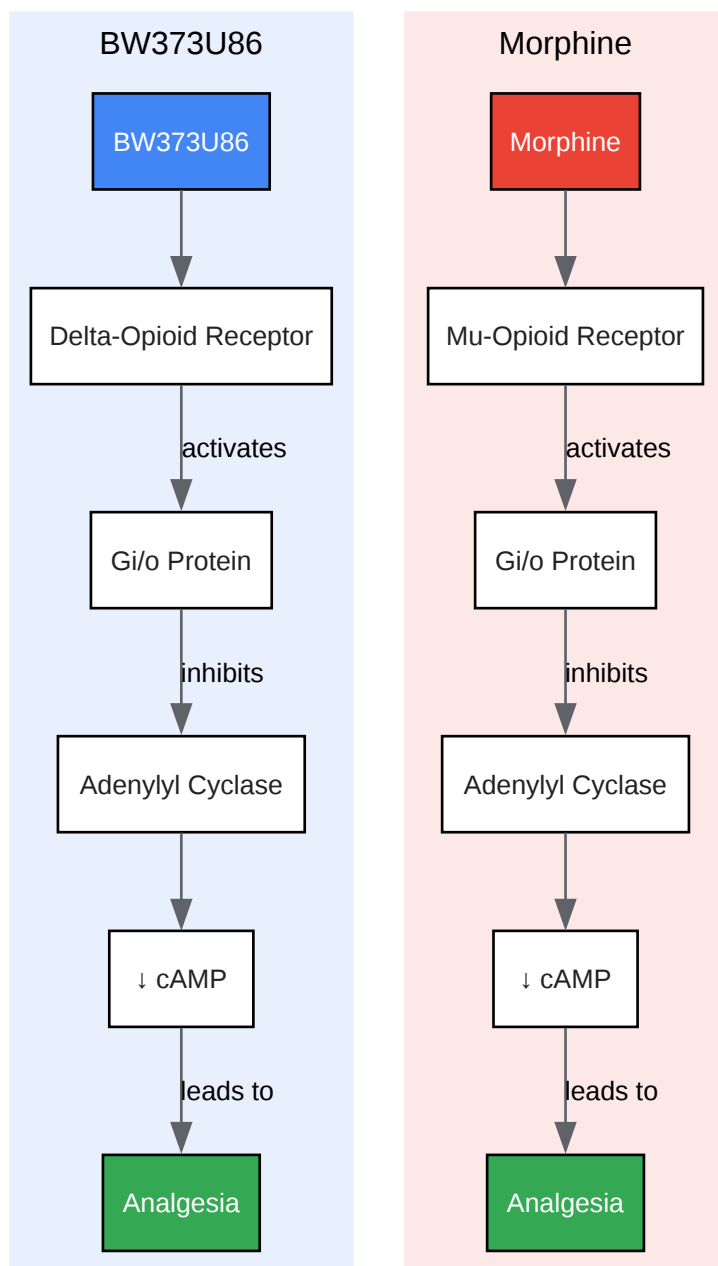 BW373U86
BW373U86
Delta-Opioid Receptor
activates
Gi/o Protein
inhibits
Adenylyl Cyclase
↓ cAMP
leads to
Analgesia
Morphine
Morphine
Mu-Opioid Receptor
activates
Gi/o Protein
inhibits
Adenylyl Cyclase
↓ cAMP
leads to
Analgesia